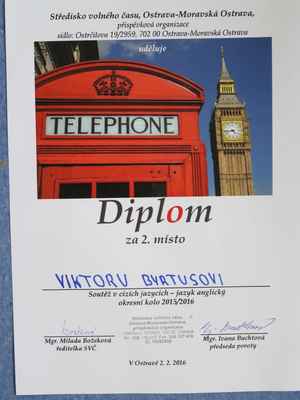 Středisko volného času, Ostrava-Moravská Ostrava,
příspěvková organizace
sídlo: Ostrčilova 19/2959, 702 00 Ostrava-Moravská Ostrava
uděluje
TELEPHONE
Diplom
za 2. místo
VIKTORU BYRTUSOVI
Soutěž v cizích jazycích – jazyk anglický
okresní kolo 2015/2016
Mgr. Milada Božeková
ředitelka SVČ
Mgr. Ivana Bachtová
předseda poroty
V Ostravě 2. 2. 2016